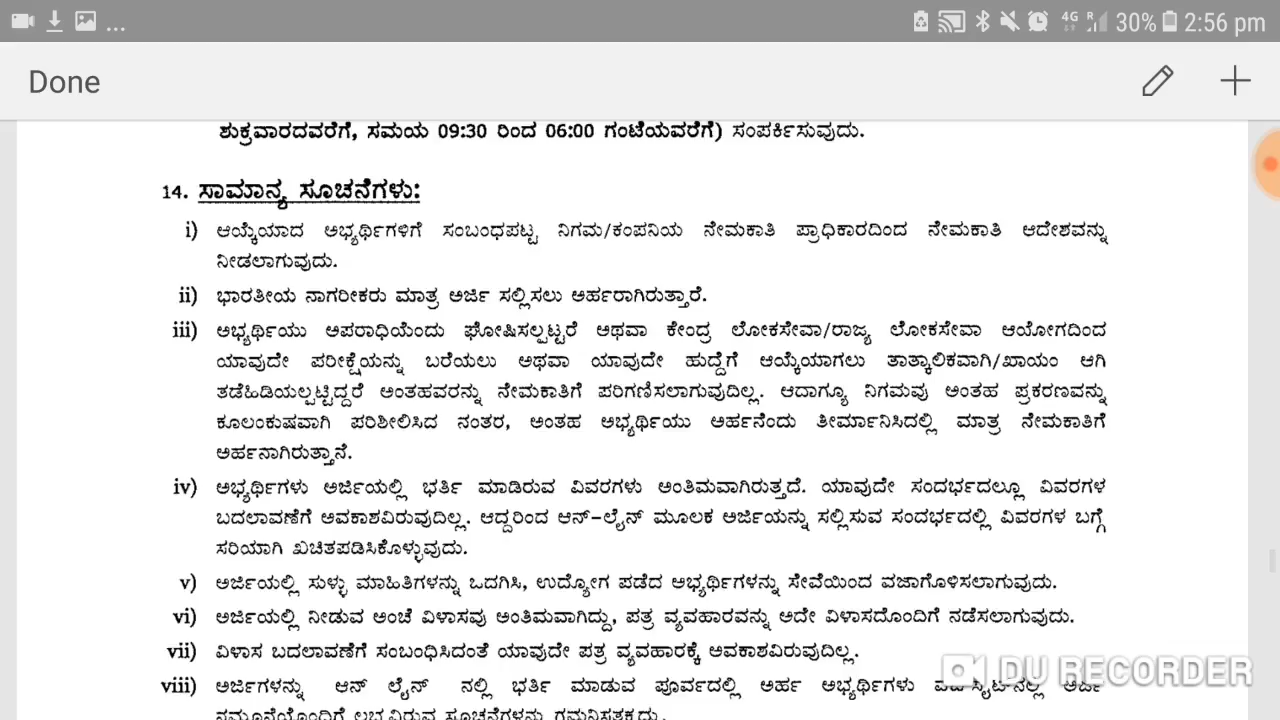 ... 4G R 30% 2:56 pm
Done
ಶುಕ್ರವಾರದವರೆಗೆ, ಸಮಯ 09:30 ರಿಂದ 06:00 ಗಂಟೆಯವರೆಗೆ) ಸಂಪರ್ಕಿಸುವುದು.
14. ಸಾಮಾನ್ಯ ಸೂಚನೆಗಳು:
i) ಆಯ್ಕೆಯಾದ ಅಭ್ಯರ್ಥಿಗಳಿಗೆ ಸಂಬಂಧಪಟ್ಟ ನಿಗಮ/ಕಂಪನಿಯ ನೇಮಕಾತಿ ಪ್ರಾಧಿಕಾರದಿಂದ ನೇಮಕಾತಿ ಆದೇಶವನ್ನು
ನೀಡಲಾಗುವುದು.
ii) ಭಾರತೀಯ ನಾಗರೀಕರು ಮಾತ್ರ ಅರ್ಜಿ ಸಲ್ಲಿಸಲು ಅರ್ಹರಾಗಿರುತ್ತಾರೆ.
iii) ಅಭ್ಯರ್ಥಿಯು ಅಪರಾಧಿಯೆಂದು ಘೋಷಿಸಲ್ಪಟ್ಟರೆ ಅಥವಾ ಕೇಂದ್ರ ಲೋಕಸೇವಾ/ರಾಜ್ಯ ಲೋಕಸೇವಾ ಆಯೋಗದಿಂದ
ಯಾವುದೇ ಪರೀಕ್ಷೆಯನ್ನು ಬರೆಯಲು ಅಥವಾ ಯಾವುದೇ ಹುದ್ದೆಗೆ ಆಯ್ಕೆಯಾಗಲು ತಾತ್ಕಾಲಿಕವಾಗಿ/ಖಾಯಂ ಆಗಿ
ತಡೆಹಿಡಿಯಲ್ಪಟ್ಟಿದ್ದರೆ ಅಂತಹವರನ್ನು ನೇಮಕಾತಿಗೆ ಪರಿಗಣಿಸಲಾಗುವುದಿಲ್ಲ. ಆದಾಗ್ಯೂ ನಿಗಮವು ಅಂತಹ ಪ್ರಕರಣವನ್ನು
ಕೂಲಂಕುಷವಾಗಿ ಪರಿಶೀಲಿಸಿದ ನಂತರ, ಅಂತಹ ಅಭ್ಯರ್ಥಿಯು ಅರ್ಹನೆಂದು ತೀರ್ಮಾನಿಸಿದಲ್ಲಿ ಮಾತ್ರ ನೇಮಕಾತಿಗೆ
ಅರ್ಹನಾಗಿರುತ್ತಾನೆ.
iv) ಅಭ್ಯರ್ಥಿಗಳು ಅರ್ಜಿಯಲ್ಲಿ ಭರ್ತಿ ಮಾಡಿರುವ ವಿವರಗಳು ಅಂತಿಮವಾಗಿರುತ್ತದೆ. ಯಾವುದೇ ಸಂದರ್ಭದಲ್ಲೂ ವಿವರಗಳ
ಬದಲಾವಣೆಗೆ ಅವಕಾಶವಿರುವುದಿಲ್ಲ. ಆದ್ದರಿಂದ ಆನ್-ಲೈನ್ ಮೂಲಕ ಅರ್ಜಿಯನ್ನು ಸಲ್ಲಿಸುವ ಸಂದರ್ಭದಲ್ಲಿ ವಿವರಗಳ ಬಗ್ಗೆ
ಸರಿಯಾಗಿ ಖಚಿತಪಡಿಸಿಕೊಳ್ಳುವುದು.
v) ಅರ್ಜಿಯಲ್ಲಿ ಸುಳ್ಳು ಮಾಹಿತಿಗಳನ್ನು ಒದಗಿಸಿ, ಉದ್ಯೋಗ ಪಡೆದ ಅಭ್ಯರ್ಥಿಗಳನ್ನು ಸೇವೆಯಿಂದ ವಜಾಗೊಳಿಸಲಾಗುವುದು.
vi) ಅರ್ಜಿಯಲ್ಲಿ ನೀಡುವ ಅಂಚೆ ವಿಳಾಸವು ಅಂತಿಮವಾಗಿದ್ದು, ಪತ್ರ ವ್ಯವಹಾರವನ್ನು ಅದೇ ವಿಳಾಸದೊಂದಿಗೆ ನಡೆಸಲಾಗುವುದು.
vii) ವಿಳಾಸ ಬದಲಾವಣೆಗೆ ಸಂಬಂಧಿಸಿದಂತೆ ಯಾವುದೇ ಪತ್ರ ವ್ಯವಹಾರಕ್ಕೆ ಅವಕಾಶವಿರುವುದಿಲ್ಲ.
DU RECORDER
viii) ಅರ್ಜಿಗಳನ್ನು ಆನ್ ಲೈನ್ ನಲ್ಲಿ ಭರ್ತಿ ಮಾಡುವ ಪೂರ್ವದಲ್ಲಿ ಅರ್ಹ ಅಭ್ಯರ್ಥಿಗಳು ಅರ್ಜಿ